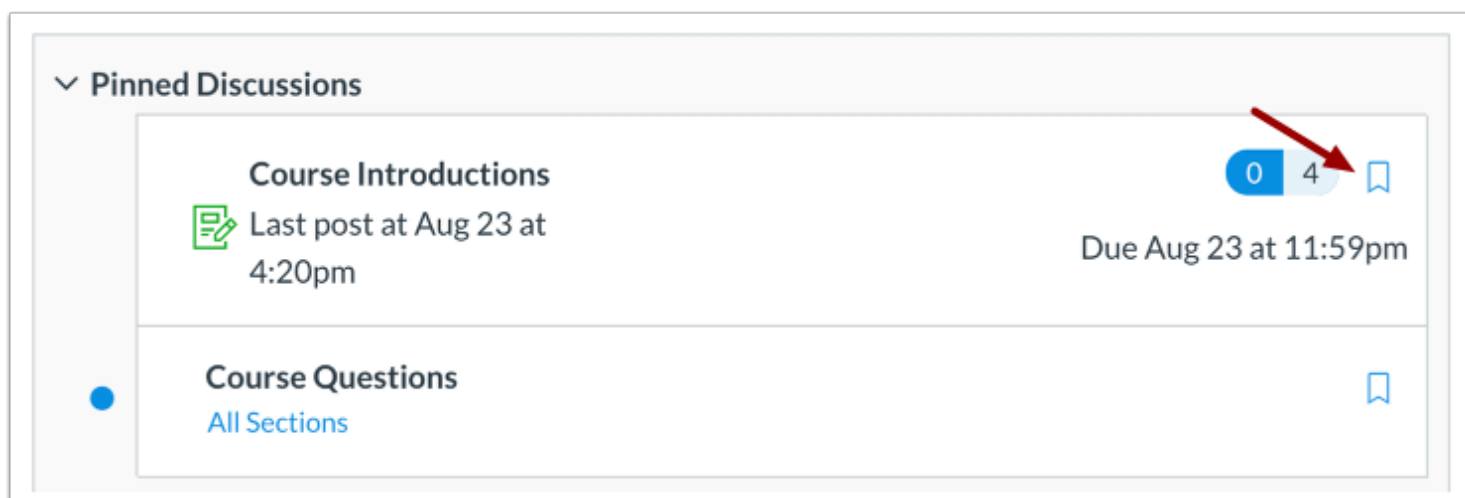 Pinned Discussions
Course Introductions
0 4
Last post at Aug 23 at
4:20pm
Due Aug 23 at 11:59pm
Course Questions
All Sections